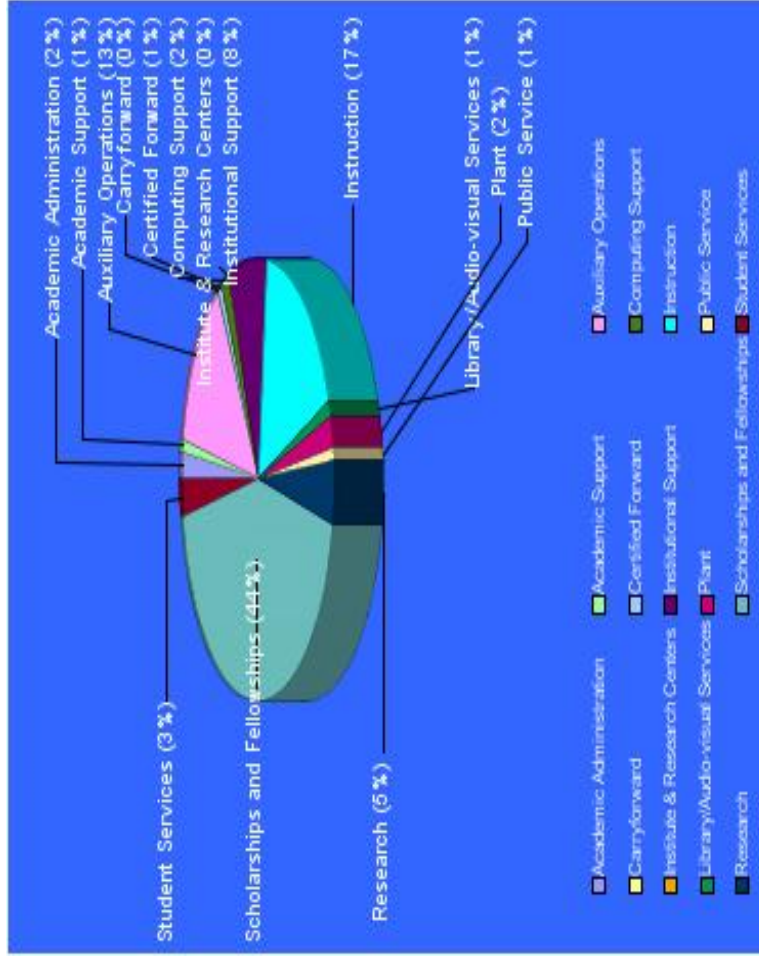 Academic Administration (2%)
Academic Support (1%)
Auxiliary Operations (13%)
Carryforward (0%)
Certified Forward (1%)
Computing Support (2%)
Institute & Research Centers (0%)
Institutional Support (8%)
Student Services (3%)
Scholarships and Fellowships (44%)
Instruction (17%)
Research (5%)
Library/Audio-visual Services (1%)
Plant (2%)
Public Service (1%)
Academic Administration
Academic Support
Auxiliary Operations
Carryforward
Certified Forward
Computing Support
Institute & Research Centers
Institutional Support
Instruction
Library/Audio-visual Services
Plant
Public Service
Research
Scholarships and Fellowships
Student Services